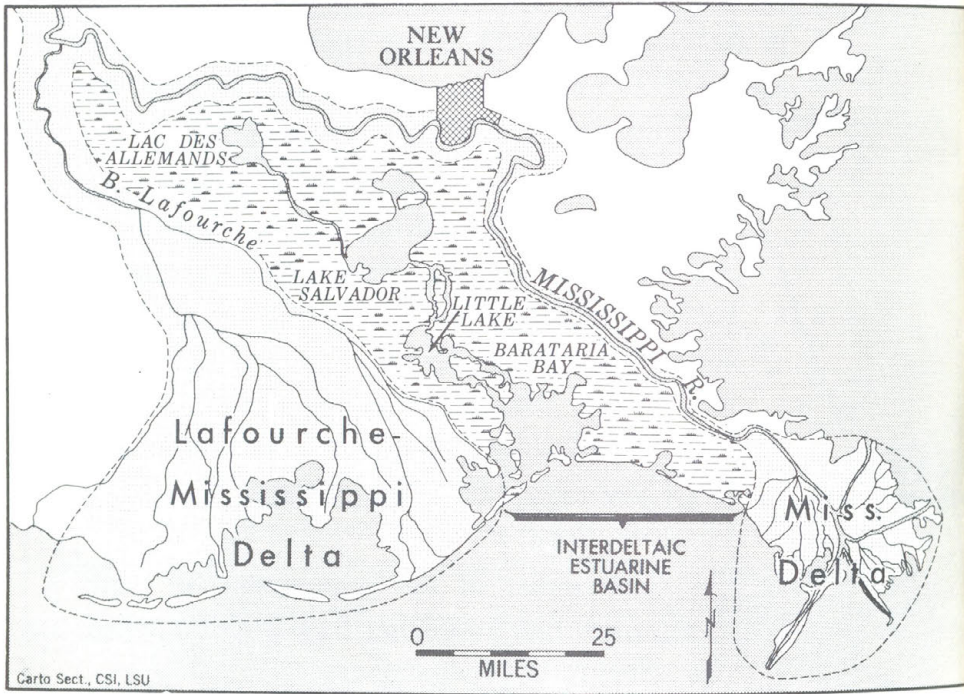 NEW
ORLEANS
LAC DES
ALLEMANDS
B. Lafourche
LAKE
SALVADOR
LITTLE
LAKE
MISSISSIPPI R.
BARATARIA
BAY
Lafourche-
Mississippi
Delta
Miss.
Delta
INTERDELTAIC
ESTUARINE
BASIN
N
0 25
MILES
Carto Sect., CSI, LSU